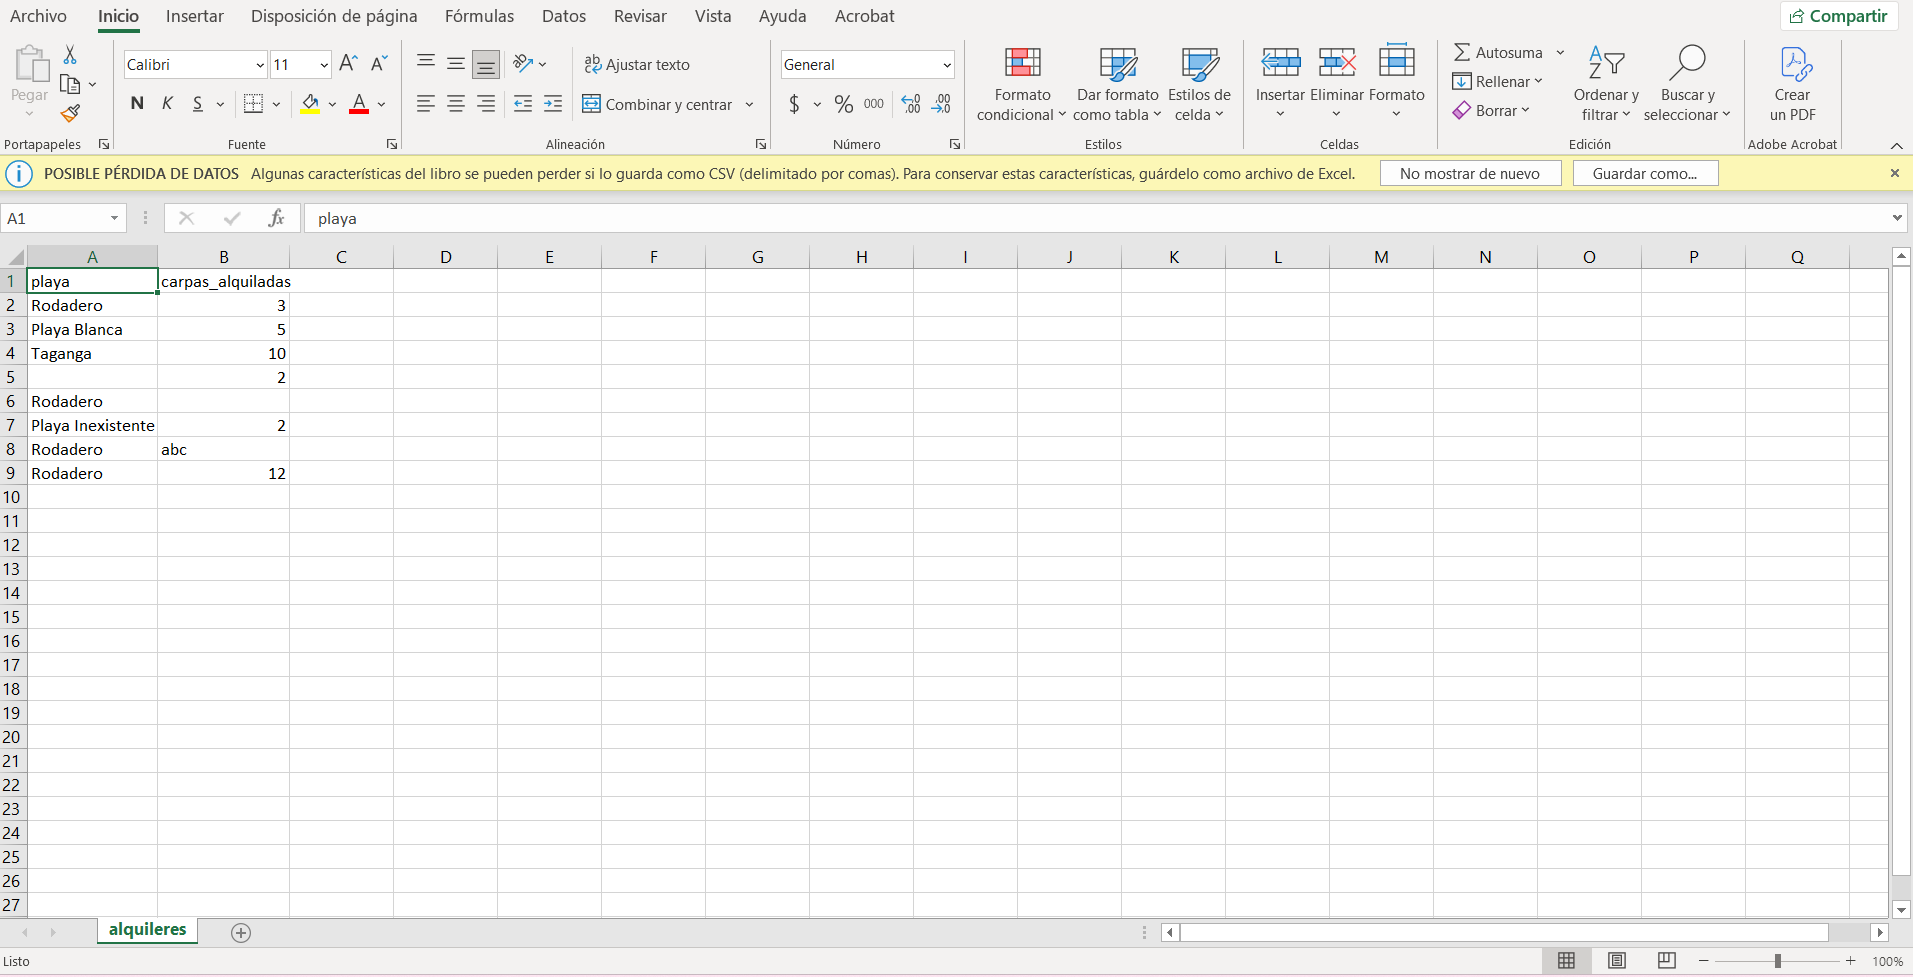 Archivo Inicio Insertar Disposición de página Fórmulas Datos Revisar Vista Ayuda Acrobat Compartir
Pegar
Portapapeles
Calibri 11 A A
N K S A
Fuente
ab Ajustar texto
Combinar y centrar
Alineación
General
$ % 000 ,00 ,00
Número
Formato condicional
Dar formato como tabla
Estilos de celda
Estilos
Insertar Eliminar Formato
Celdas
Autosuma
Rellenar
Borrar
Ordenar y filtrar
Buscar y seleccionar
Edición
Crear un PDF
Adobe Acrobat
POSIBLE PÉRDIDA DE DATOS Algunas características del libro se pueden perder si lo guarda como CSV (delimitado por comas). Para conservar estas características, guárdelo como archivo de Excel. No mostrar de nuevo Guardar como...
A1 fx playa
A B C D E F G H I J K L M N O P Q
1 playa carpas_alquiladas
2 Rodadero 3
3 Playa Blanca 5
4 Taganga 10
5 2
6 Rodadero
7 Playa Inexistente 2
8 Rodadero abc
9 Rodadero 12
10
11
12
13
14
15
16
17
18
19
20
21
22
23
24
25
26
27
alquileres
Listo 100%